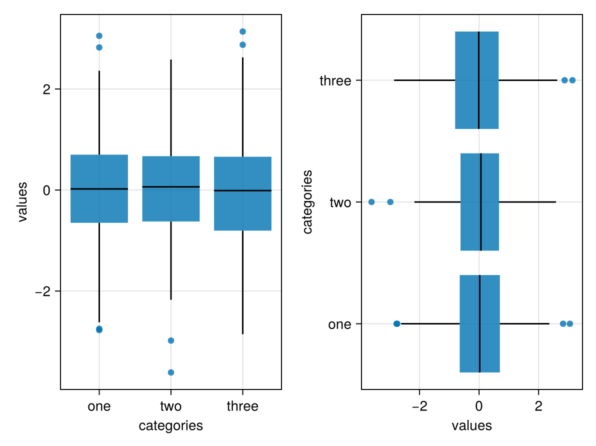 values
2
0
−2
one two three
categories
categories
three
two
one
−2 0 2
values